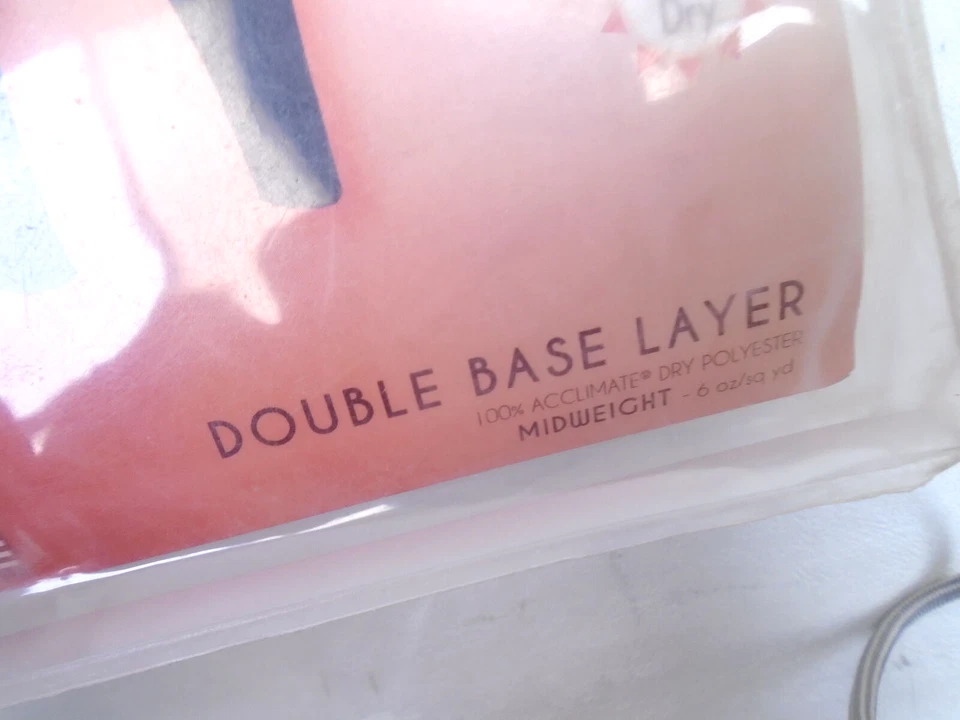 Dry
DOUBLE BASE LAYER
100% ACCLIMATE® DRY POLYESTER
MIDWEIGHT - 6 oz/sq yd